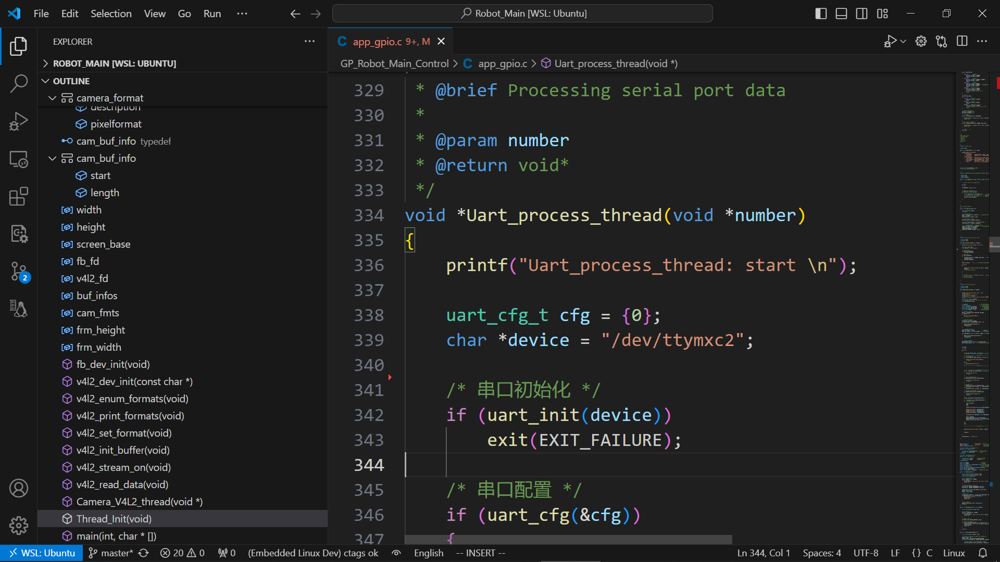 File Edit Selection View Go Run ···
Robot_Main [WSL: Ubuntu]
EXPLORER
ROBOT_MAIN [WSL: UBUNTU]
OUTLINE
camera_format
description
pixelformat
cam_buf_info typedef
cam_buf_info
start
length
width
height
screen_base
fb_fd
v4l2_fd
buf_infos
cam_fmts
frm_height
frm_width
fb_dev_init(void)
v4l2_dev_init(const char *)
v4l2_enum_formats(void)
v4l2_print_formats(void)
v4l2_set_format(void)
v4l2_init_buffer(void)
v4l2_stream_on(void)
v4l2_read_data(void)
Camera_V4L2_thread(void *)
Thread_Init(void)
main(int, char * [])
2
C app_gpio.c 9+, M
GP_Robot_Main_Control > C app_gpio.c > Uart_process_thread(void *)
329 * @brief Processing serial port data
330 *
331 * @param number
332 * @return void*
333 */
334 void *Uart_process_thread(void *number)
335 {
336 printf("Uart_process_thread: start \n");
337
338 uart_cfg_t cfg = {0};
339 char *device = "/dev/ttymxc2";
340
341 /* 串口初始化 */
342 if (uart_init(device))
343 exit(EXIT_FAILURE);
344
345 /* 串口配置 */
346 if (uart_cfg(&cfg))
347 {
WSL: Ubuntu master* 20 0 0 (Embedded Linux Dev) ctags ok English -- INSERT -- Ln 344, Col 1 Spaces: 4 UTF-8 LF {} C Linux